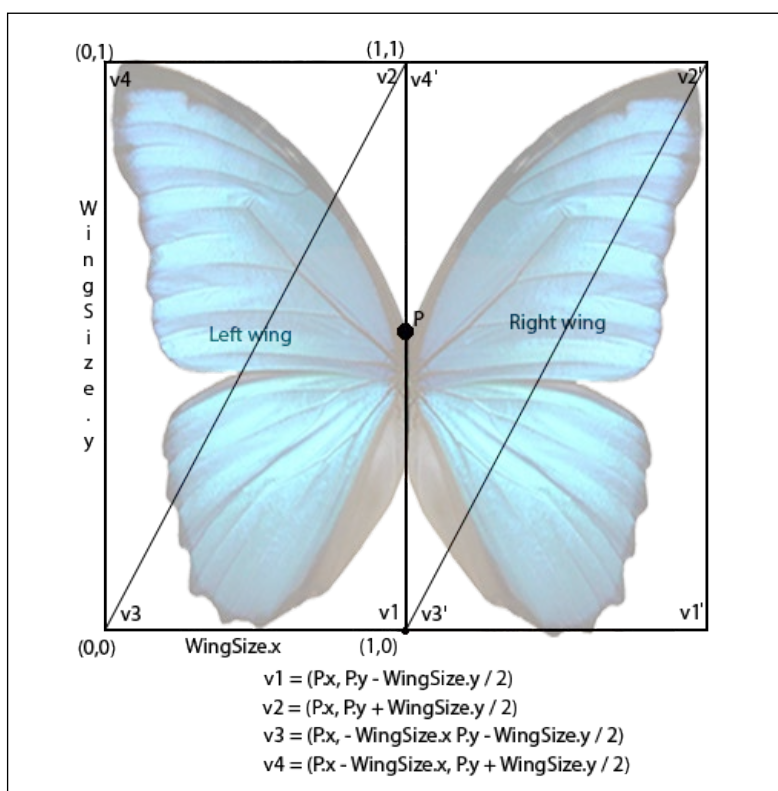 (0,1)
(1,1)
v4
v2
v4'
v2'
WingSize.y
P
Left wing
Right wing
v3
v1
v3'
v1'
(0,0)
WingSize.x
(1,0)
v1 = (P.x, P.y - WingSize.y / 2)
v2 = (P.x, P.y + WingSize.y / 2)
v3 = (P.x, - WingSize.x P.y - WingSize.y / 2)
v4 = (P.x - WingSize.x, P.y + WingSize.y / 2)